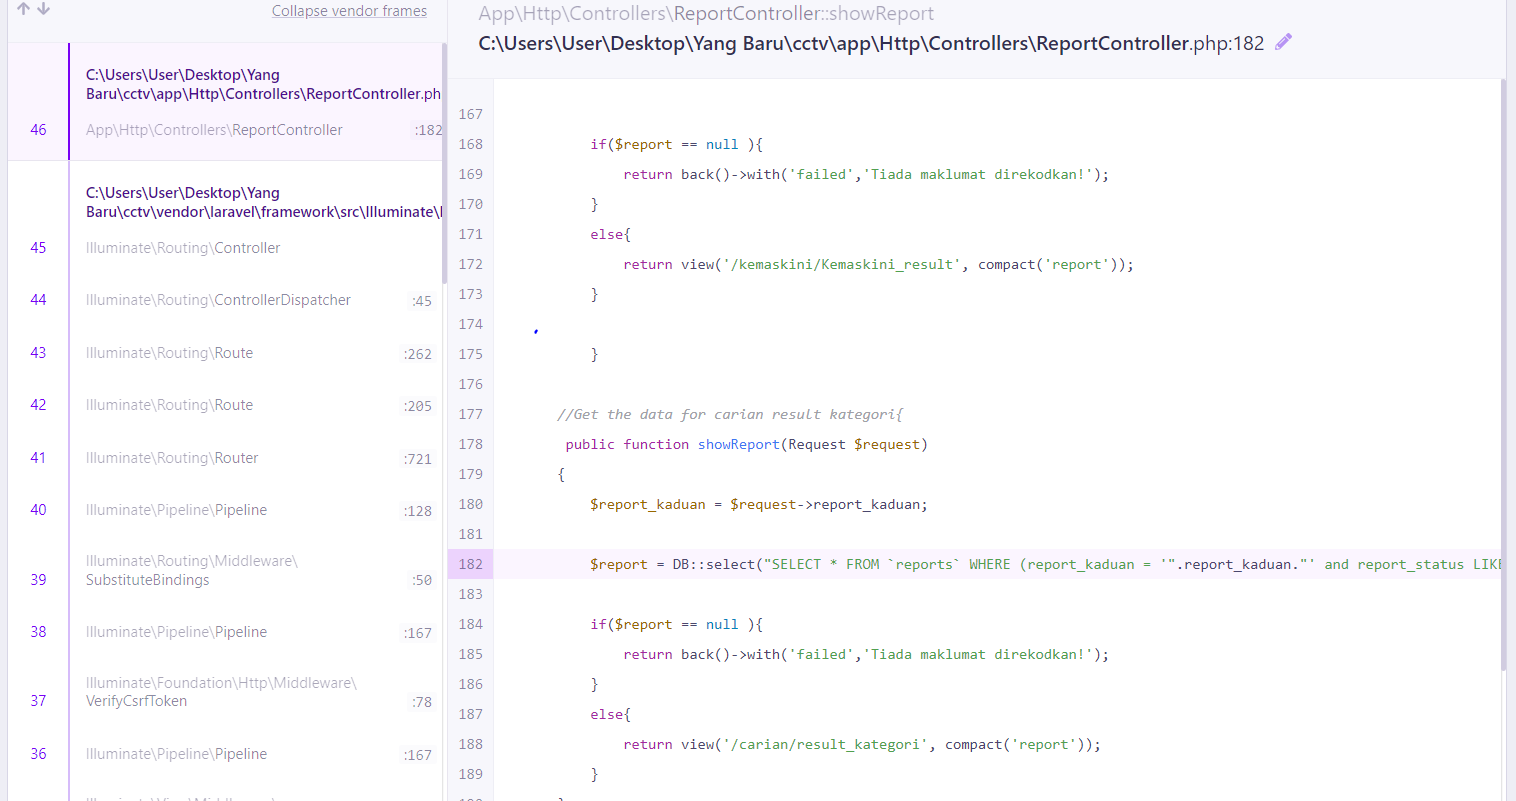 Collapse vendor frames
C:\Users\User\Desktop\Yang
Baru\cctv\app\Http\Controllers\ReportController.ph
46 App\Http\Controllers\ReportController :182
C:\Users\User\Desktop\Yang
Baru\cctv\vendor\laravel\framework\src\Illuminate\
45 Illuminate\Routing\Controller
44 Illuminate\Routing\ControllerDispatcher :45
43 Illuminate\Routing\Route :262
42 Illuminate\Routing\Route :205
41 Illuminate\Routing\Router :721
40 Illuminate\Pipeline\Pipeline :128
Illuminate\Routing\Middleware\
39 SubstituteBindings :50
38 Illuminate\Pipeline\Pipeline :167
Illuminate\Foundation\Http\Middleware\
37 VerifyCsrfToken :78
36 Illuminate\Pipeline\Pipeline :167
App\Http\Controllers\ReportController::showReport
C:\Users\User\Desktop\Yang Baru\cctv\app\Http\Controllers\ReportController.php:182
167
168 if($report == null ){
169 return back()->with('failed','Tiada maklumat direkodkan!');
170 }
171 else{
172 return view('/kemaskini/Kemaskini_result', compact('report'));
173 }
174
175 }
176
177 //Get the data for carian result kategori{
178 public function showReport(Request $request)
179 {
180 $report_kaduan = $request->report_kaduan;
181
182 $report = DB::select("SELECT * FROM `reports` WHERE (report_kaduan = '".report_kaduan."' and report_status LIKE
183
184 if($report == null ){
185 return back()->with('failed','Tiada maklumat direkodkan!');
186 }
187 else{
188 return view('/carian/result_kategori', compact('report'));
189 }